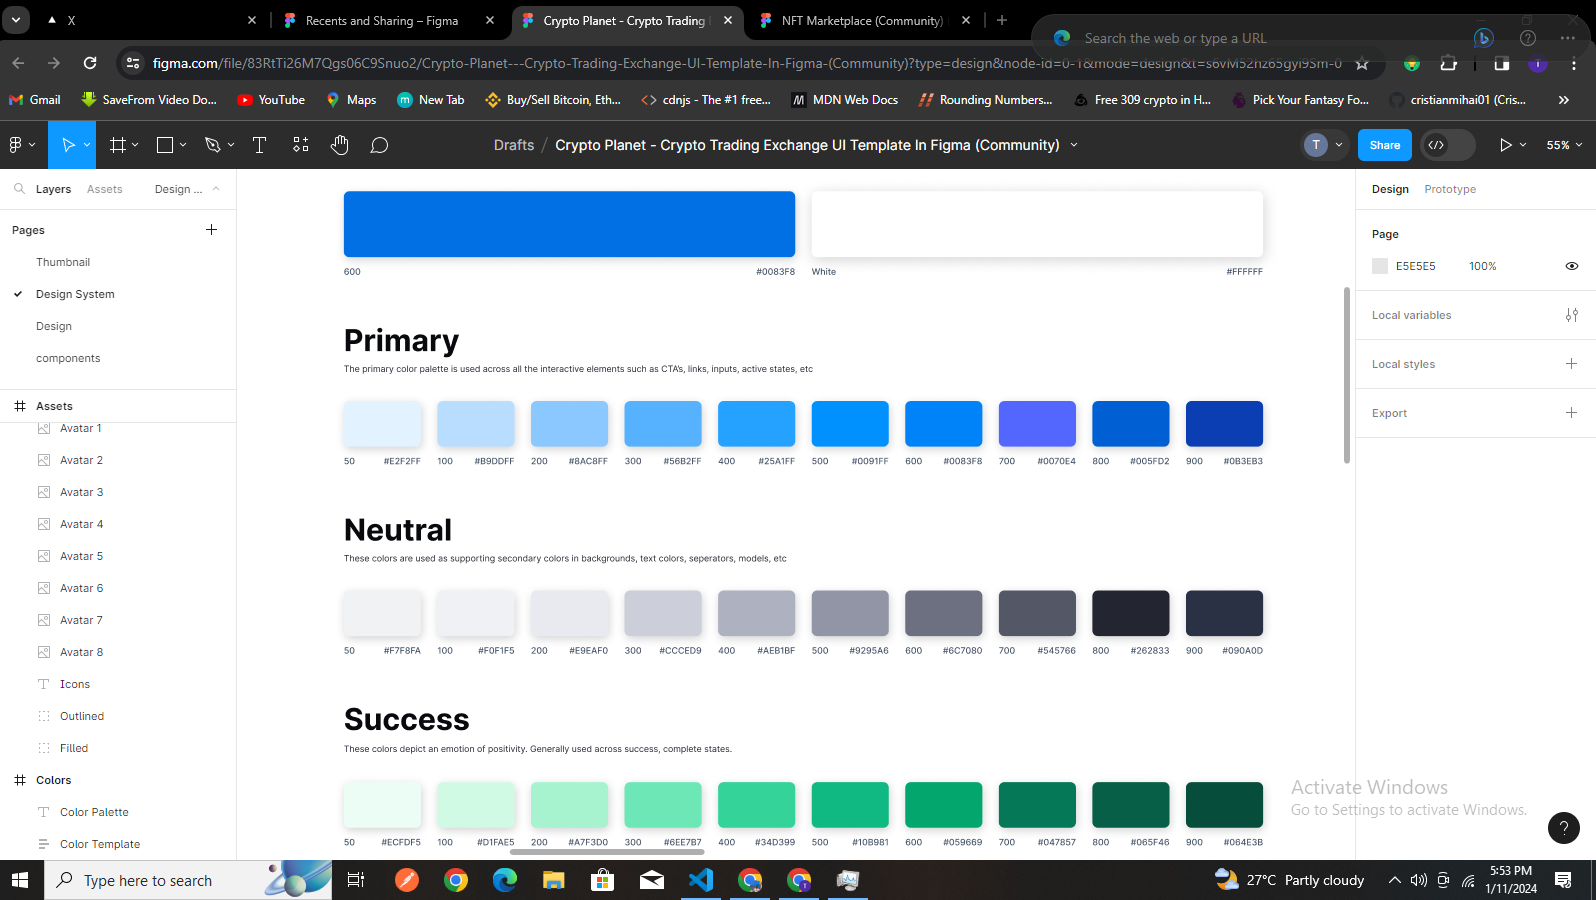 X
Recents and Sharing – Figma
Crypto Planet - Crypto Trading
NFT Marketplace (Community)
Search the web or type a URL
figma.com/file/83RtTi26M7Qgs06C9Snuo2/Crypto-Planet---Crypto-Trading-Exchange-UI-Template-In-Figma-(Community)?type=design&node-id=0-1&mode=design&t=
Gmail
SaveFrom Video Do...
YouTube
Maps
New Tab
Buy/Sell Bitcoin, Eth...
cdnjs - The #1 free...
MDN Web Docs
Rounding Numbers...
Free 309 crypto in H...
Pick Your Fantasy Fo...
cristianmihai01 (Cris...
Drafts / Crypto Planet - Crypto Trading Exchange UI Template In Figma (Community)
T
Share
55%
Layers
Assets
Design ...
Pages
Thumbnail
Design System
Design
components
Assets
Avatar 1
Avatar 2
Avatar 3
Avatar 4
Avatar 5
Avatar 6
Avatar 7
Avatar 8
Icons
Outlined
Filled
Colors
Color Palette
Color Template
600 #0083F8
White #FFFFFF
Primary
The primary color palette is used across all the interactive elements such as CTA's, links, inputs, active states, etc
50 #E2F2FF 100 #B9DDFF 200 #8AC8FF 300 #56B2FF 400 #25A1FF 500 #0091FF 600 #0083F8 700 #0070E4 800 #005FD2 900 #0B3EB3
Neutral
These colors are used as supporting secondary colors in backgrounds, text colors, seperators, models, etc
50 #F7F8FA 100 #F0F1F5 200 #E9EAF0 300 #CCCED9 400 #AEB1BF 500 #9295A6 600 #6C7080 700 #545766 800 #262833 900 #090A0D
Success
These colors depict an emotion of positivity. Generally used across success, complete states.
50 #ECFDF5 100 #D1FAE5 200 #A7F3D0 300 #6EE7B7 400 #34D399 500 #10B981 600 #059669 700 #047857 800 #065F46 900 #064E3B
Design
Prototype
Page
E5E5E5 100%
Local variables
Local styles
Export
Activate Windows
Go to Settings to activate Windows.
?
Type here to search
27°C Partly cloudy
5:53 PM
1/11/2024